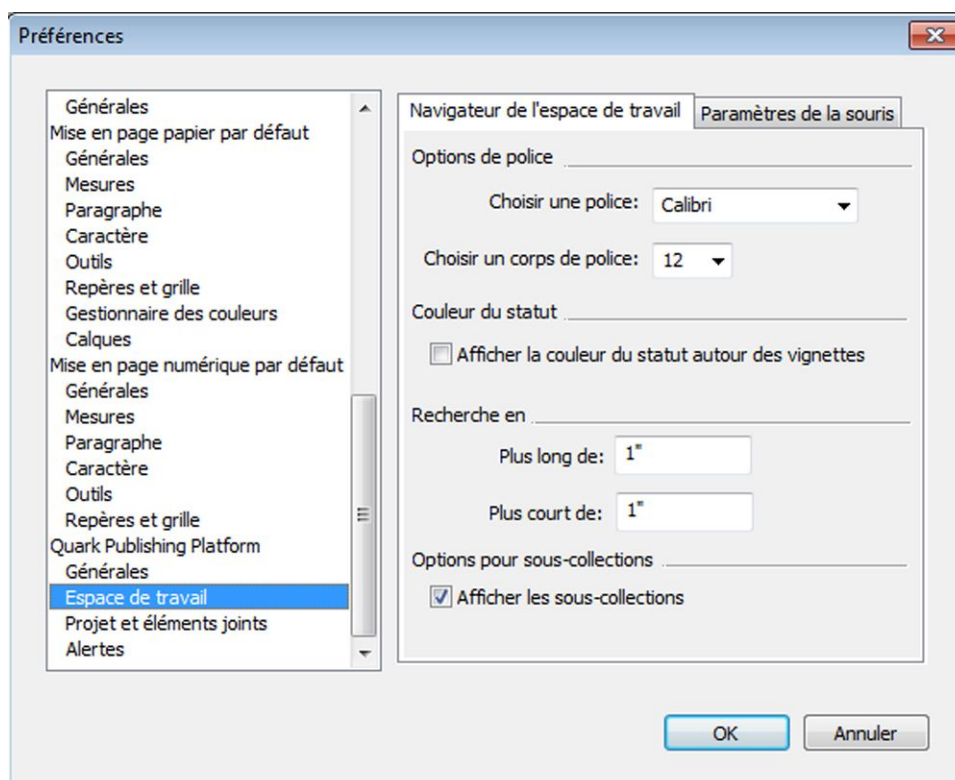 Préférences
Générales
Mise en page papier par défaut
Générales
Mesures
Paragraphe
Caractère
Outils
Repères et grille
Gestionnaire des couleurs
Calques
Mise en page numérique par défaut
Générales
Mesures
Paragraphe
Caractère
Outils
Repères et grille
Quark Publishing Platform
Générales
Espace de travail
Projet et éléments joints
Alertes
Navigateur de l'espace de travail
Paramètres de la souris
Options de police
Choisir une police: Calibri
Choisir un corps de police: 12
Couleur du statut
Afficher la couleur du statut autour des vignettes
Recherche en
Plus long de: 1"
Plus court de: 1"
Options pour sous-collections
Afficher les sous-collections
OK
Annuler